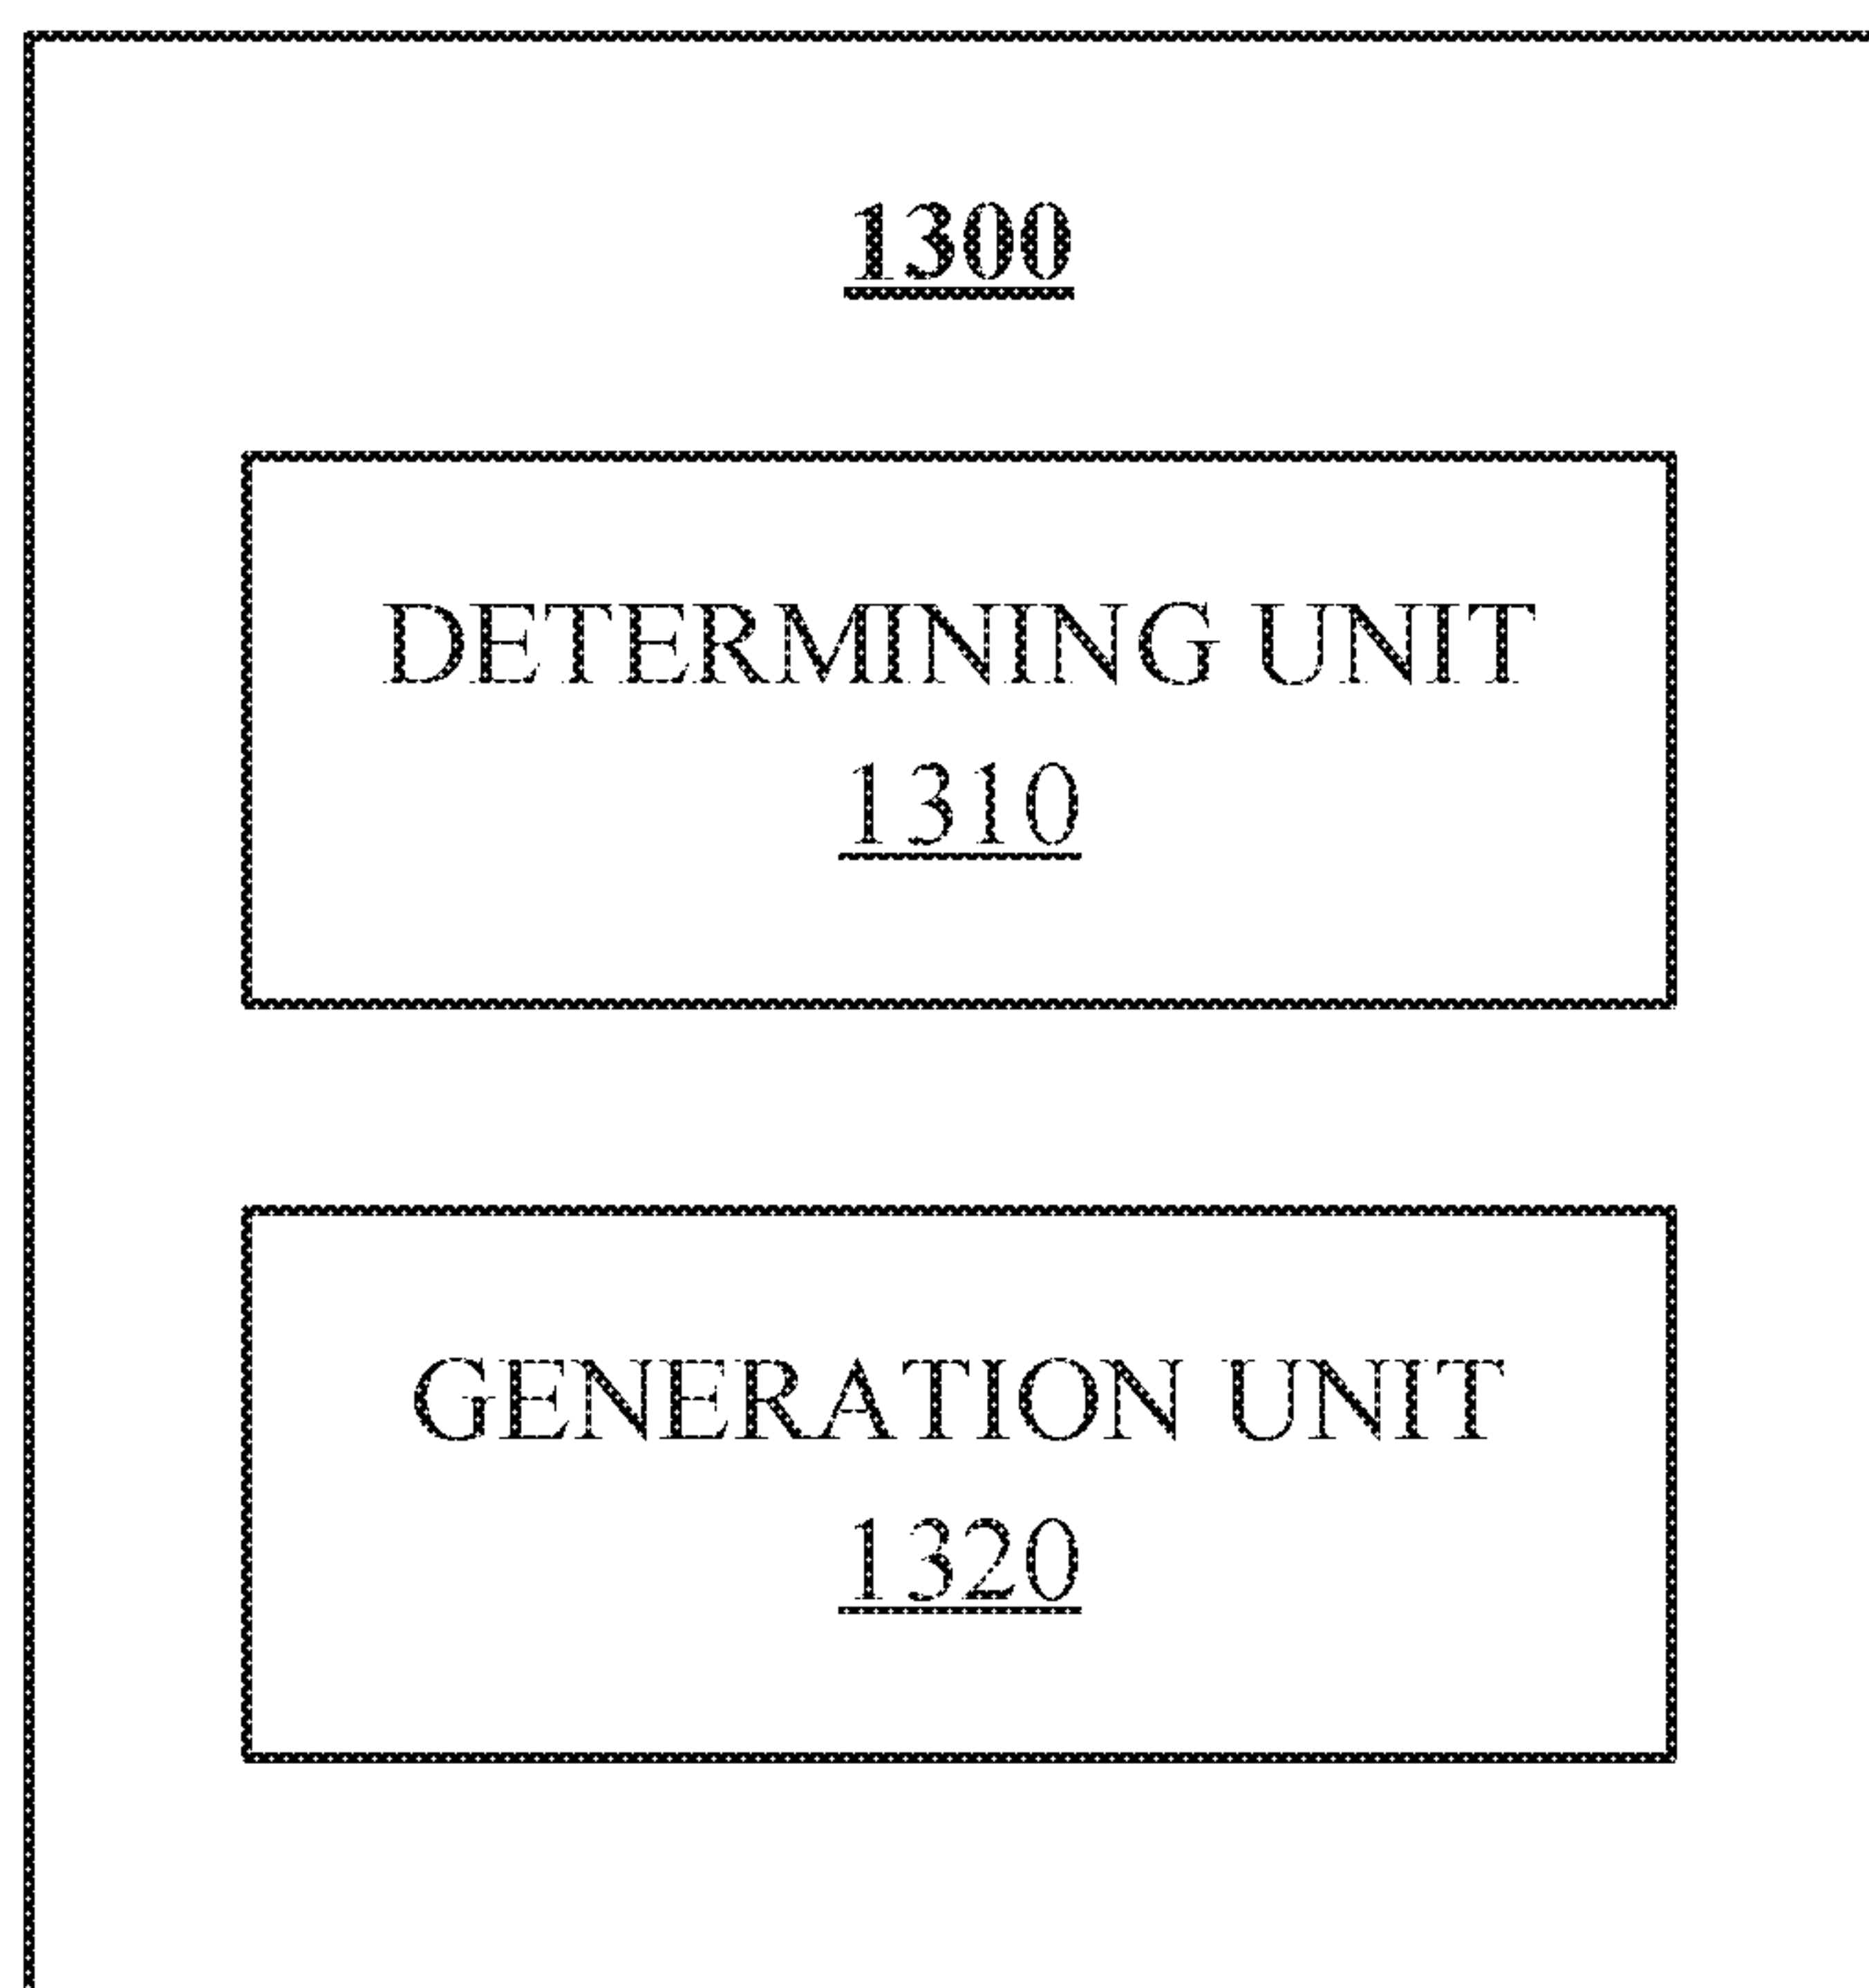 1300
DETERMINING UNIT
1310
GENERATION UNIT
1320